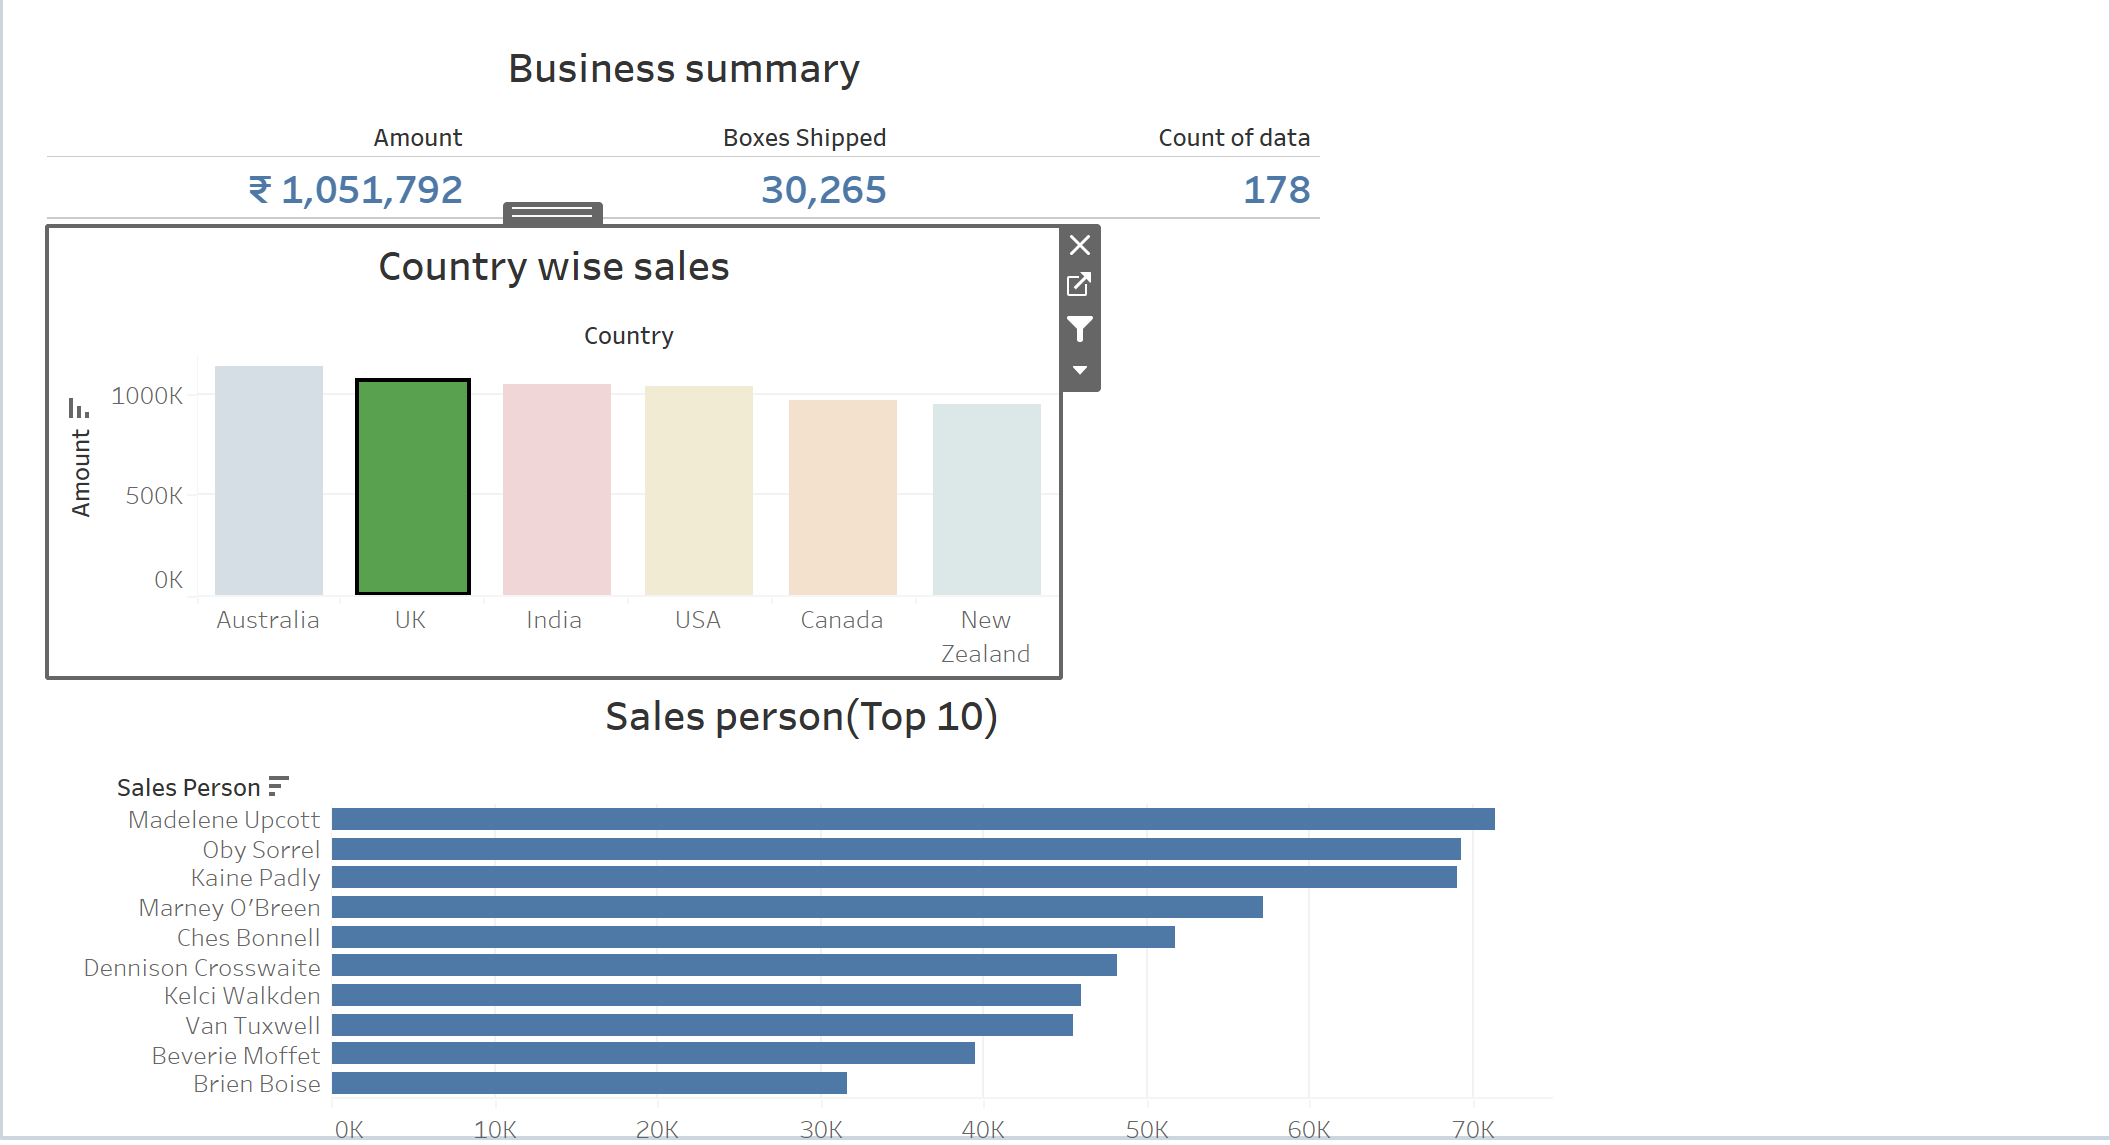 Business summary
Amount Boxes Shipped Count of data
₹ 1,051,792 30,265 178
Country wise sales
Country
Amount
1000K
500K
0K
Australia UK India USA Canada New Zealand
Sales person(Top 10)
Sales Person
Madelene Upcott
Oby Sorrel
Kaine Padly
Marney O’Breen
Ches Bonnell
Dennison Crosswaite
Kelci Walkden
Van Tuxwell
Beverie Moffet
Brien Boise
0K 10K 20K 30K 40K 50K 60K 70K